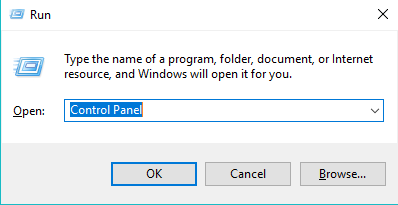 Run
Type the name of a program, folder, document, or Internet
resource, and Windows will open it for you.
Open: Control Panel
OK Cancel Browse...